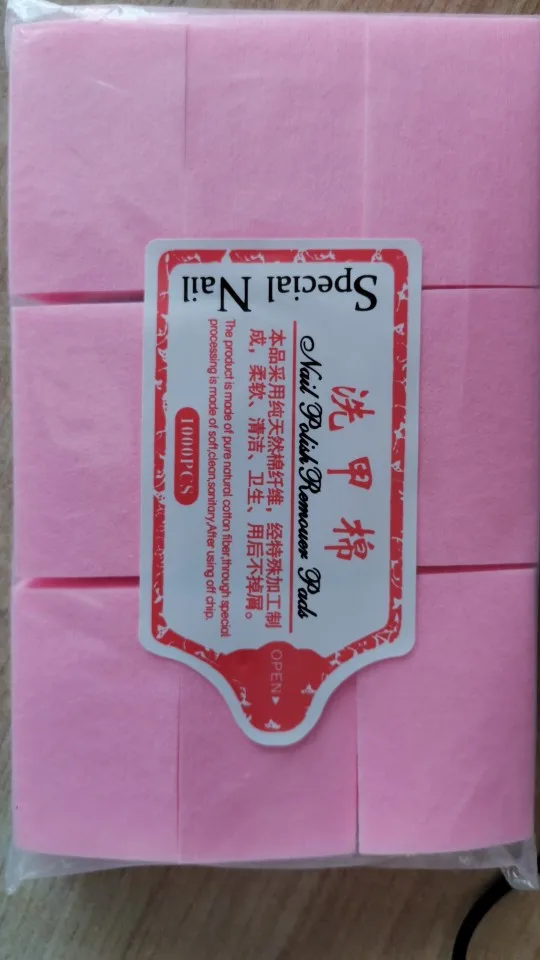 Special Nail
洗甲棉
Nail Polish Remover Pads
本品采用纯天然棉纤维，经特殊加工制
成，柔软、清洁、卫生、用后不掉屑。
The product is made of pure natural cotton fiber,through special
processing is made of soft,clean,sanitary.After using off chip.
1000PCS
OPEN▶